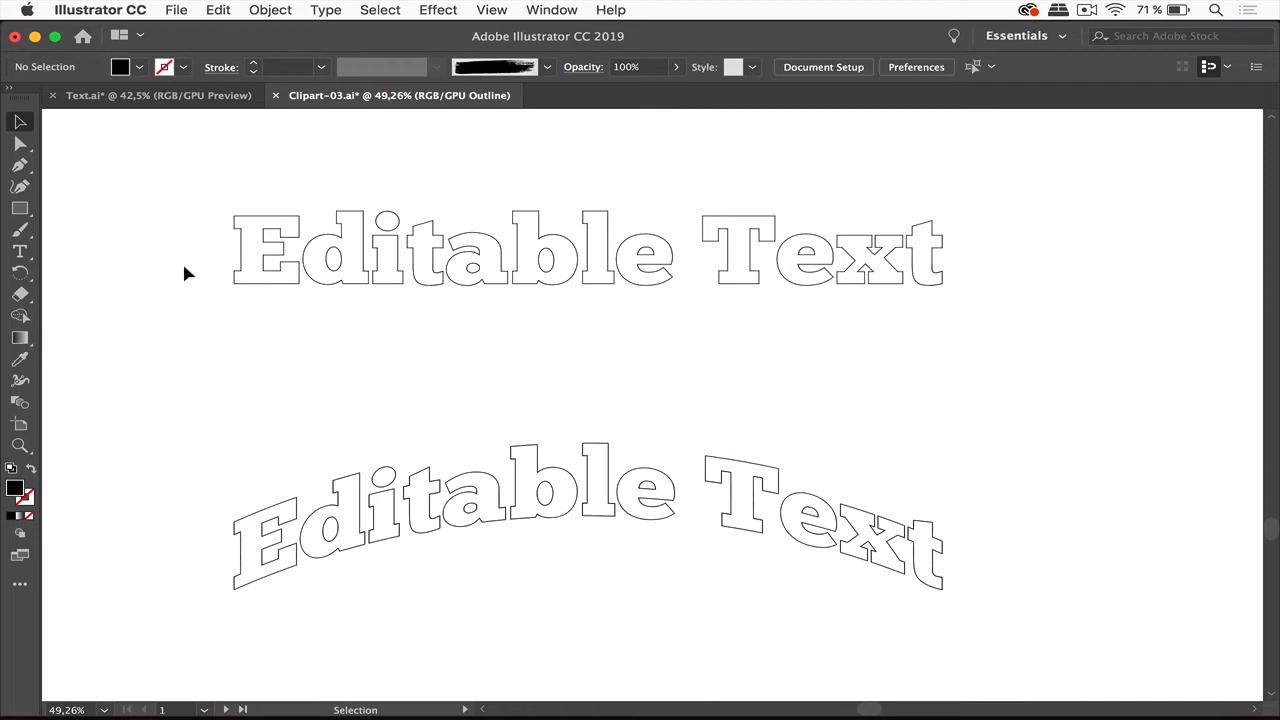 Illustrator CC File Edit Object Type Select Effect View Window Help 71 %
Adobe Illustrator CC 2019 Essentials Search Adobe Stock
No Selection Stroke: Opacity: 100% Style: Document Setup Preferences
Text.ai* @ 42,5% (RGB/GPU Preview) Clipart-03.ai* @ 49,26% (RGB/GPU Outline)
Editable Text
Editable Text
49,26% 1 Selection